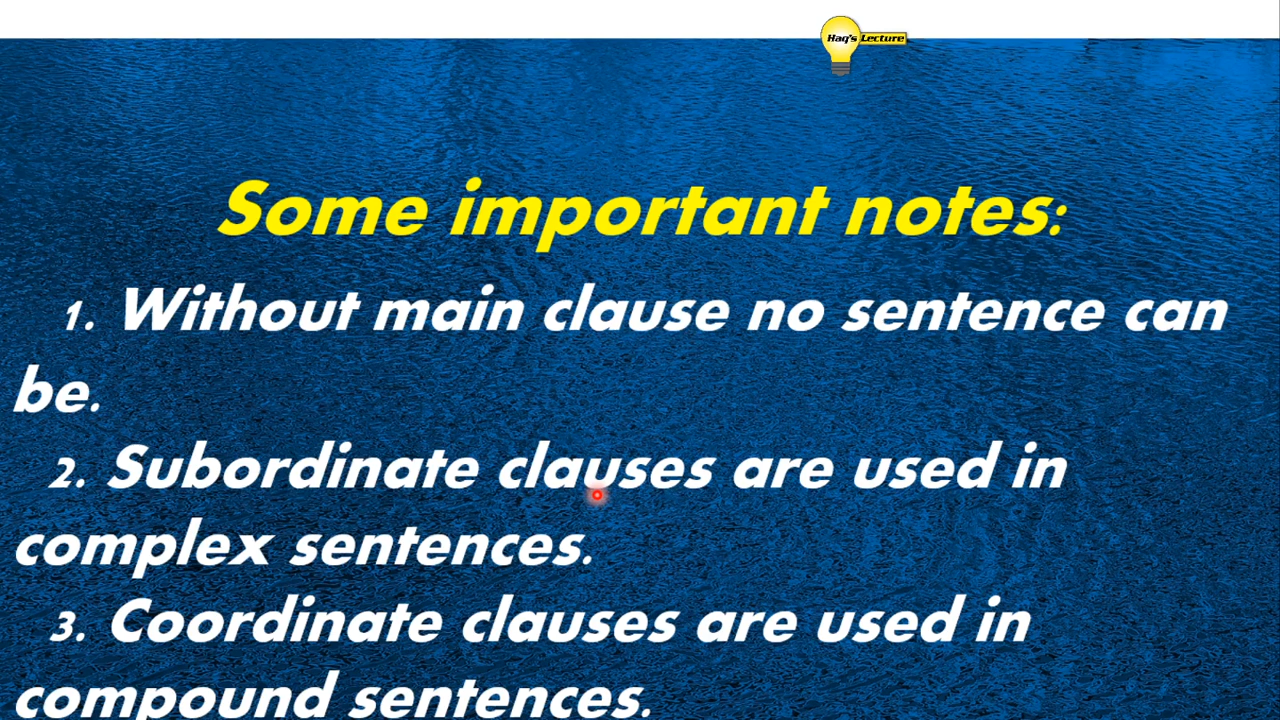 Haq's Lecture
Some important notes:
1. Without main clause no sentence can
be.
2. Subordinate clauses are used in
complex sentences.
3. Coordinate clauses are used in
compound sentences.